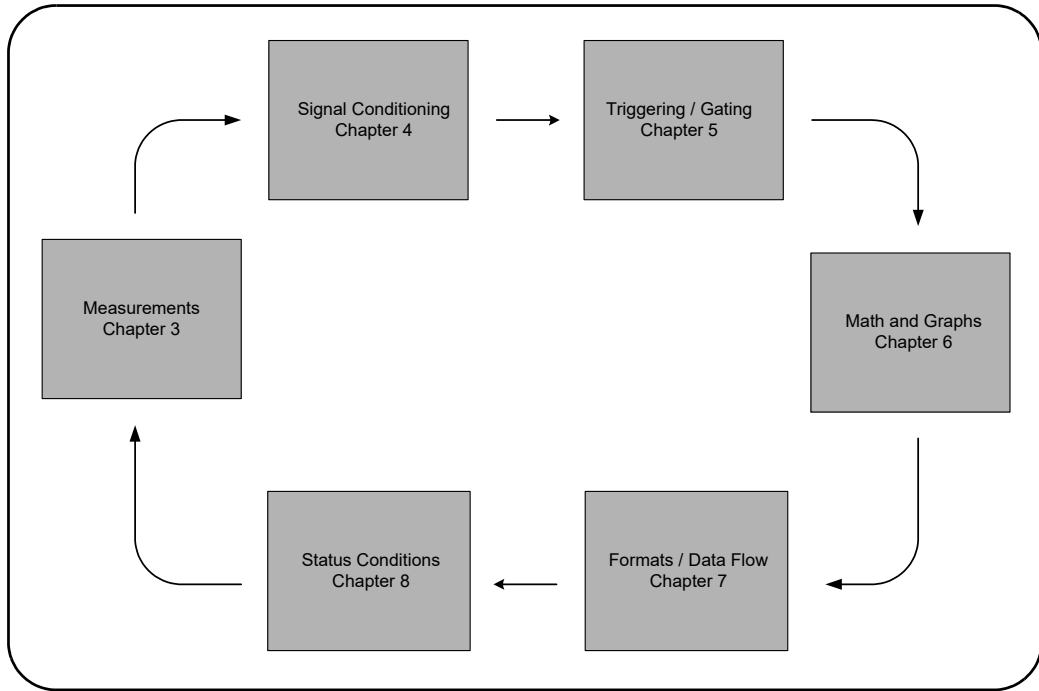 Signal Conditioning
Chapter 4
Triggering / Gating
Chapter 5
Measurements
Chapter 3
Math and Graphs
Chapter 6
Status Conditions
Chapter 8
Formats / Data Flow
Chapter 7